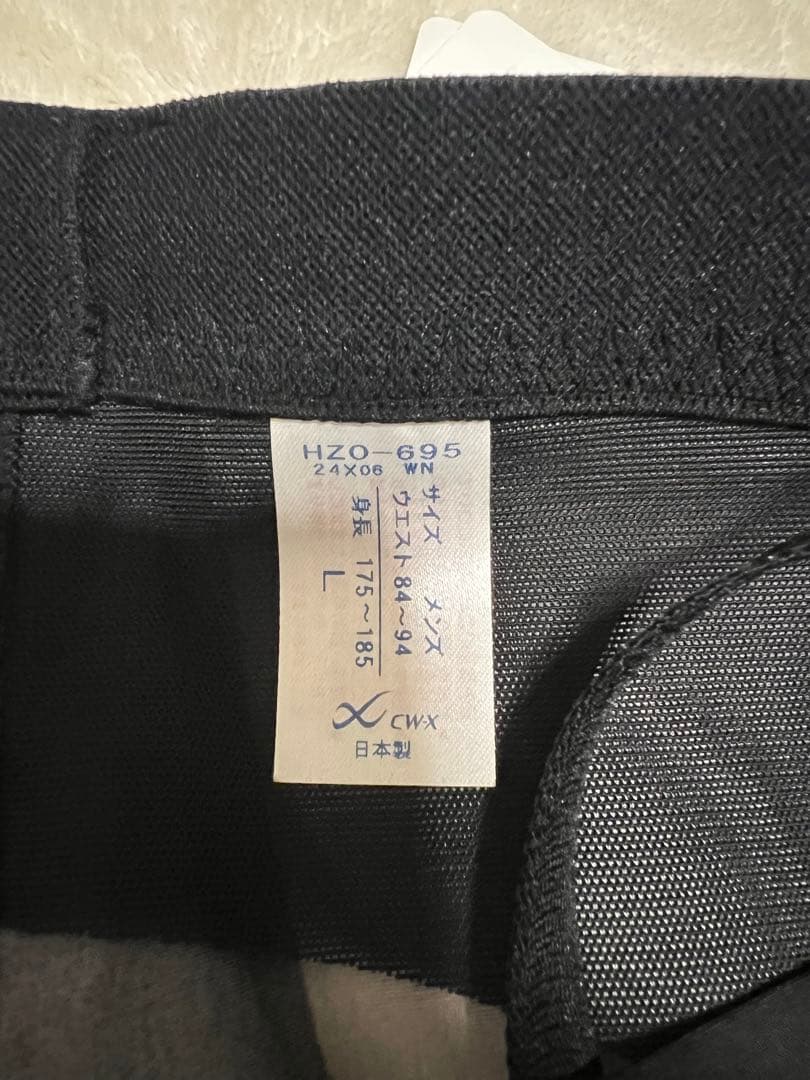 HZO-695
24X06 WN
サイズ メンズ
ウエスト 84～94
身長 175～185
L
CW-X
日本製